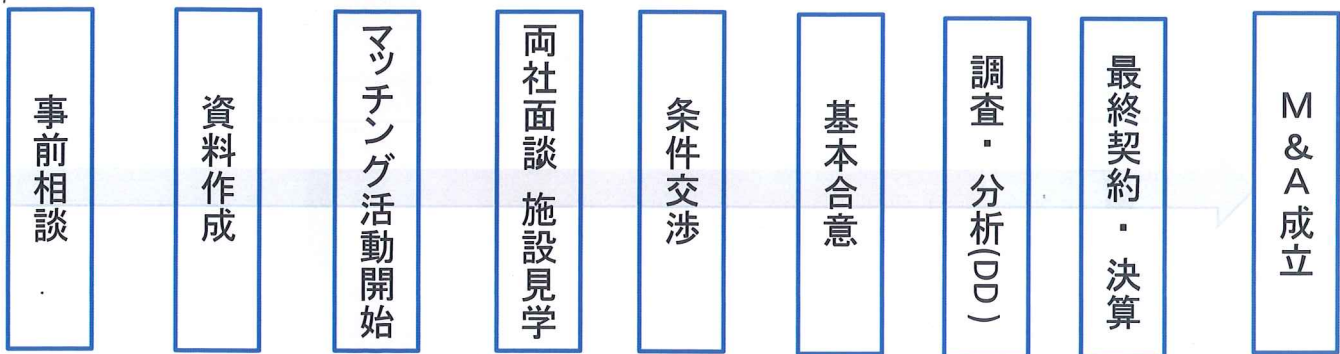 事前相談
資料作成
マッチング活動開始
両社面談 施設見学
条件交渉
基本合意
調査・分析(DD)
最終契約・決算
M&A成立